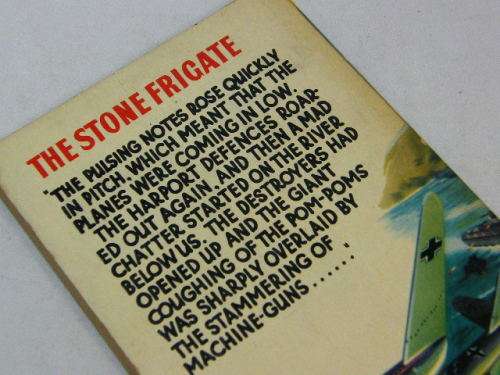 THE STONE FRIGATE
"THE PULSING NOTES ROSE QUICKLY
IN PITCH WHICH MEANT THAT THE
PLANES WERE COMING IN LOW.
THE HARPORT DEFENCES ROAR-
ED OUT AGAIN, AND THEN A MAD
CHATTER STARTED ON THE RIVER
BELOW US. THE DESTROYERS HAD
OPENED UP AND THE GIANT
COUGHING OF THE POM-POMS
WAS SHARPLY OVERLAID BY
THE STAMMERING OF
MACHINE-GUNS......'